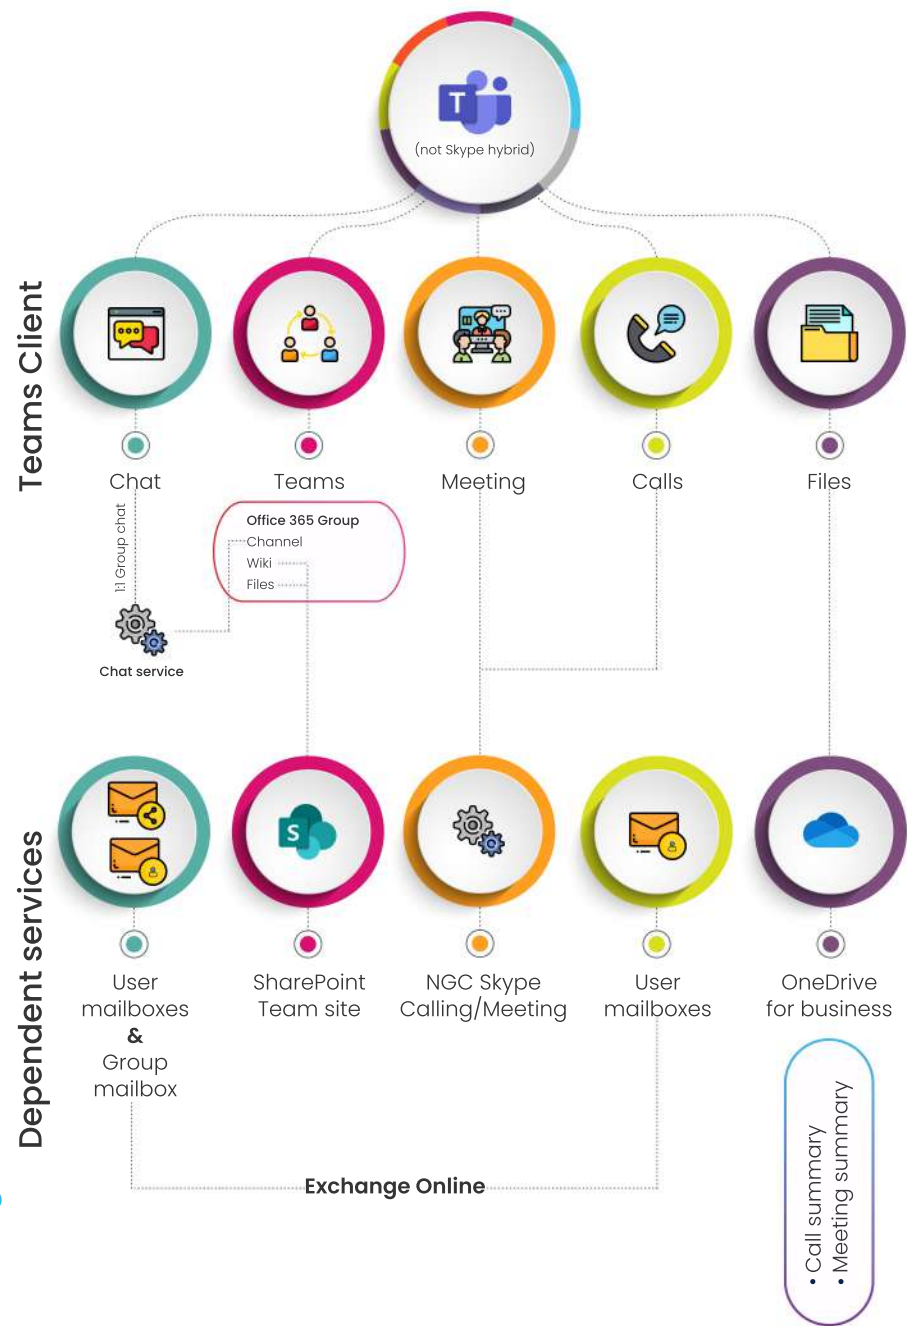 T
(not Skype hybrid)
Teams Client
Chat
Teams
Meeting
Calls
Files
1:1 Group chat
Office 365 Group
Channel
Wiki
Files
Chat service
Dependent services
S
User
mailboxes
&
Group
mailbox
SharePoint
Team site
NGC Skype
Calling/Meeting
User
mailboxes
OneDrive
for business
Exchange Online
• Call summary
• Meeting summary